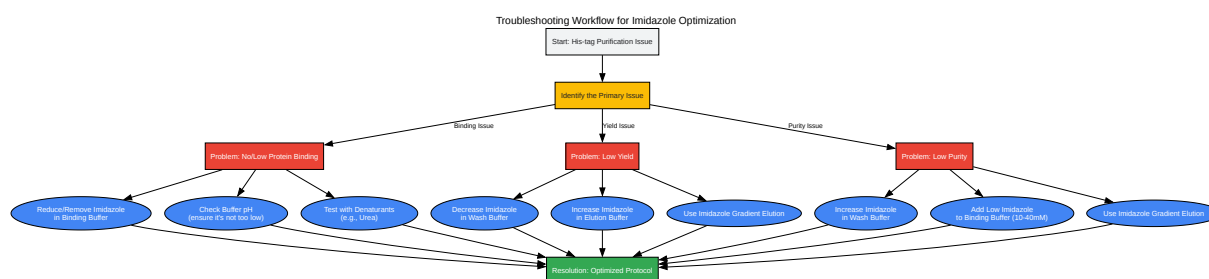 Troubleshooting Workflow for Imidazole Optimization
Start: His-tag Purification Issue
Identify the Primary Issue
Binding Issue
Yield Issue
Purity Issue
Problem: No/Low Protein Binding
Problem: Low Yield
Problem: Low Purity
Reduce/Remove Imidazole
in Binding Buffer
Check Buffer pH
(ensure it's not too low)
Test with Denaturants
(e.g., Urea)
Decrease Imidazole
in Wash Buffer
Increase Imidazole
in Elution Buffer
Use Imidazole Gradient Elution
Increase Imidazole
in Wash Buffer
Add Low Imidazole
to Binding Buffer (10-40mM)
Use Imidazole Gradient Elution
Resolution: Optimized Protocol